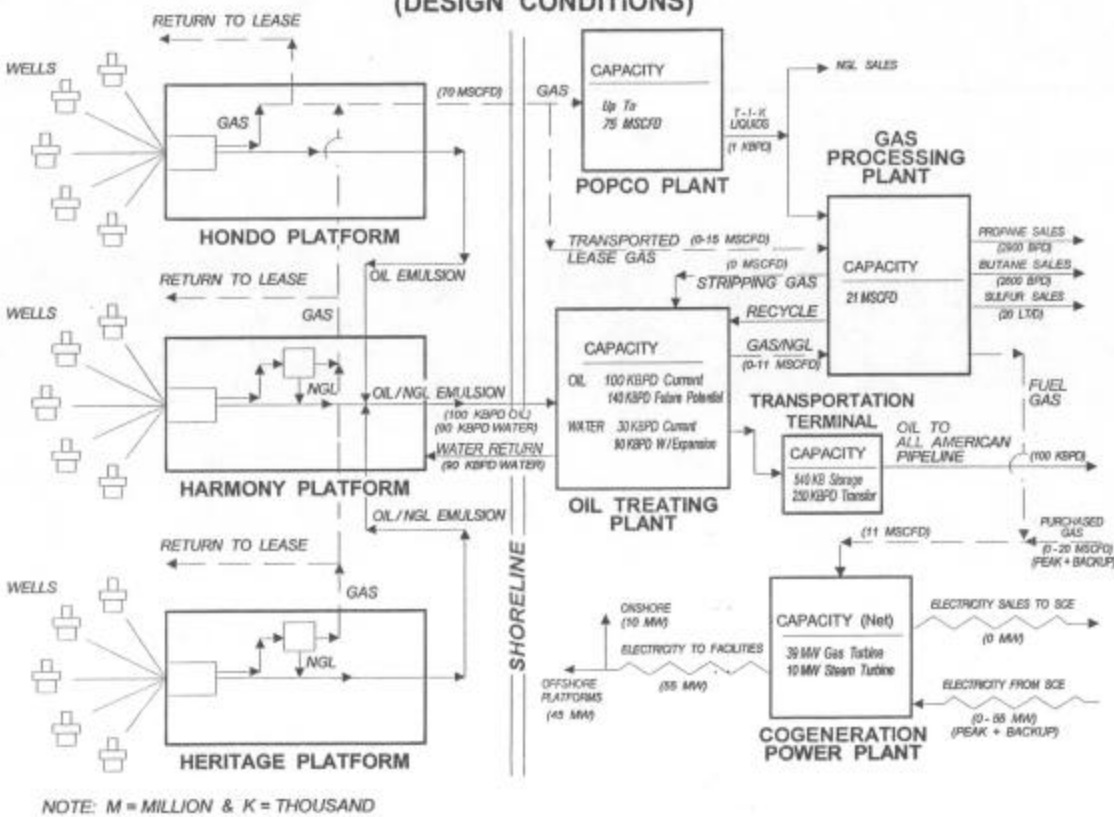 (DESIGN CONDITIONS)
RETURN TO LEASE
WELLS
GAS
HONDO PLATFORM
(70 MSCFD)
GAS
CAPACITY
Up To
75 MSCFD
POPCO PLANT
T-I-K
LIQUIDS
(1 KBPD)
NGL SALES
GAS
PROCESSING
PLANT
CAPACITY
21 MSCFD
PROPANE SALES
(2900 BPD)
BUTANE SALES
(2600 BPD)
SULFUR SALES
(20 LT/D)
TRANSPORTED
LEASE GAS
(0-15 MSCFD)
(0 MSCFD)
STRIPPING GAS
RECYCLE
GAS/NGL
(0-11 MSCFD)
OIL EMULSION
RETURN TO LEASE
GAS
WELLS
NGL
OIL/NGL EMULSION
(100 KBPD OIL)
(90 KBPD WATER)
WATER RETURN
(90 KBPD WATER)
HARMONY PLATFORM
CAPACITY
OIL 100 KBPD Current
140 KBPD Future Potential
WATER 30 KBPD Current
90 KBPD W/Expansion
OIL TREATING
PLANT
TRANSPORTATION
TERMINAL
CAPACITY
540 KB Storage
250 KBPD Transfer
OIL TO
ALL AMERICAN
PIPELINE
(100 KBPD)
FUEL
GAS
PURCHASED
GAS
(0-20 MSCFD)
(PEAK + BACKUP)
(11 MSCFD)
OIL/NGL EMULSION
RETURN TO LEASE
WELLS
GAS
NGL
HERITAGE PLATFORM
SHORELINE
ONSHORE
(10 MW)
ELECTRICITY TO FACILITIES
(55 MW)
OFFSHORE
PLATFORMS
(45 MW)
CAPACITY (Net)
39 MW Gas Turbine
10 MW Steam Turbine
COGENERATION
POWER PLANT
ELECTRICITY SALES TO SCE
(0 MW)
ELECTRICITY FROM SCE
(0-55 MW)
(PEAK + BACKUP)
NOTE: M = MILLION & K = THOUSAND